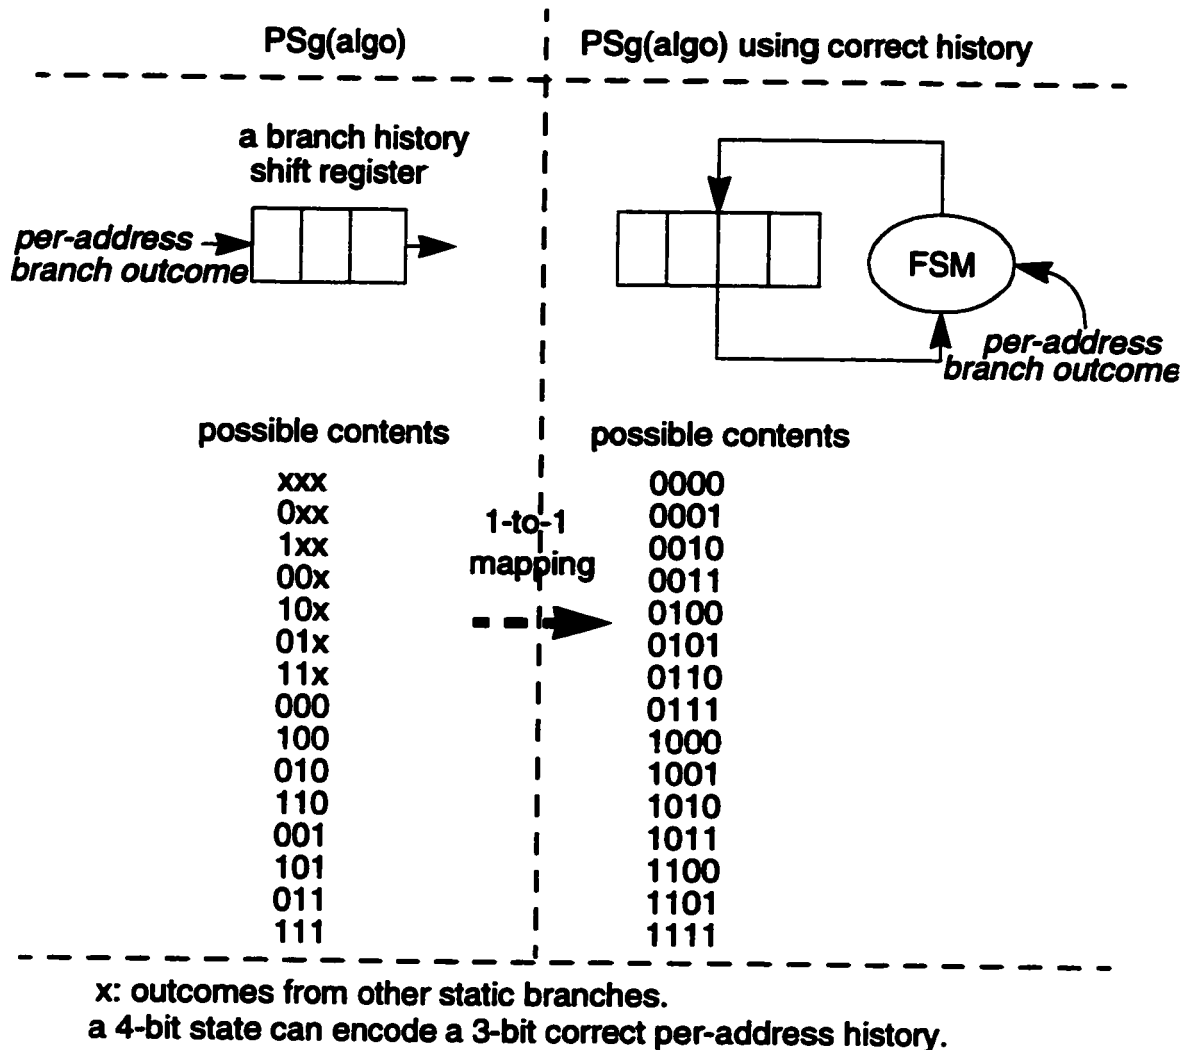 PSg(algo)
PSg(algo) using correct history
a branch history
shift register
per-address
branch outcome
FSM
per-address
branch outcome
possible contents
xxx
0xx
1xx
00x
10x
01x
11x
000
100
010
110
001
101
011
111
1-to-1
mapping
possible contents
0000
0001
0010
0011
0100
0101
0110
0111
1000
1001
1010
1011
1100
1101
1111
x: outcomes from other static branches.
a 4-bit state can encode a 3-bit correct per-address history.